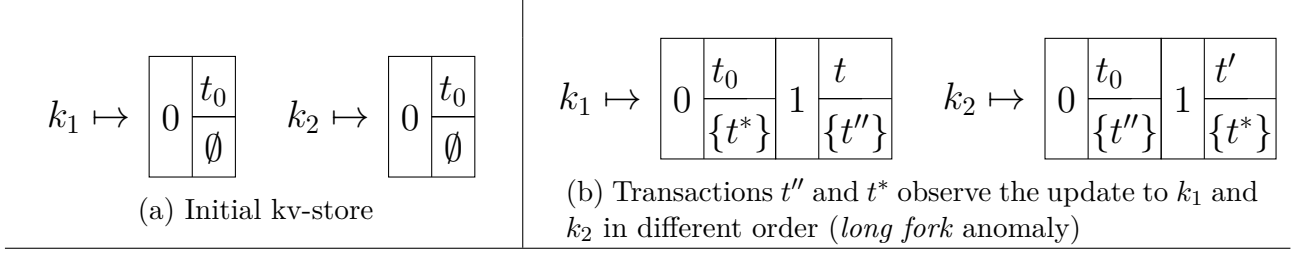 k₁ ↦ 0 t₀ ∅ k₂ ↦ 0 t₀ ∅
(a) Initial kv-store
k₁ ↦ 0 t₀ {t*} 1 t {t″} k₂ ↦ 0 t₀ {t″} 1 t′ {t*}
(b) Transactions t″ and t* observe the update to k₁ and
k₂ in different order (long fork anomaly)